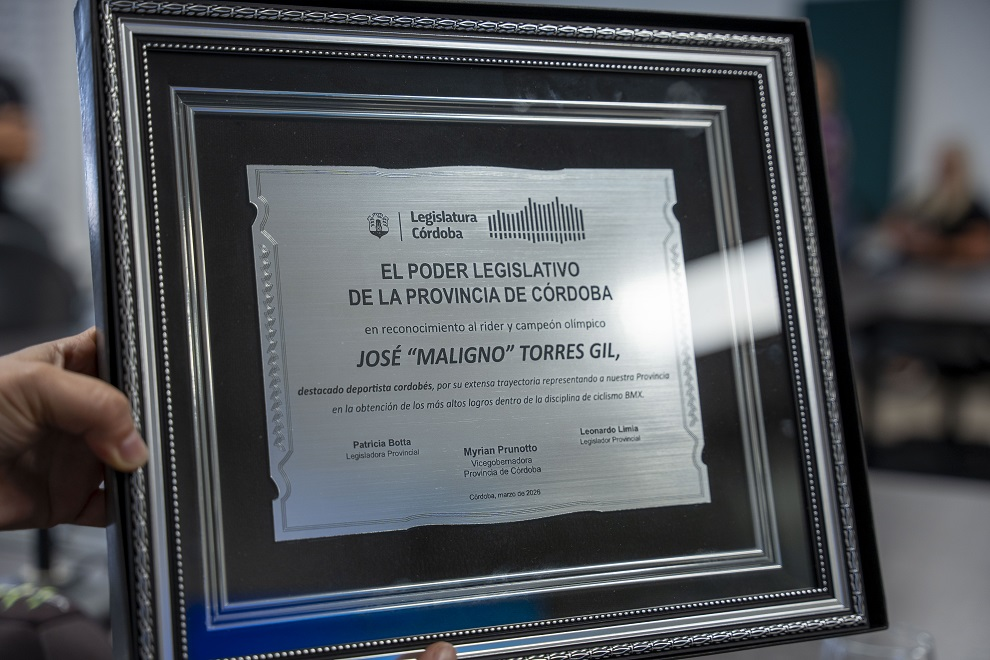 Legislatura
Córdoba
EL PODER LEGISLATIVO
DE LA PROVINCIA DE CÓRDOBA
en reconocimiento al rider y campeón olímpico
JOSÉ “MALIGNO” TORRES GIL,
destacado deportista cordobés, por su extensa trayectoria representando a nuestra Provincia
en la obtención de los más altos logros dentro de la disciplina de ciclismo BMX.
Patricia Botta
Legisladora Provincial
Myrian Prunotto
Vicegobernadora
Provincia de Córdoba
Leonardo Limia
Legislador Provincial
Córdoba, marzo de 2026